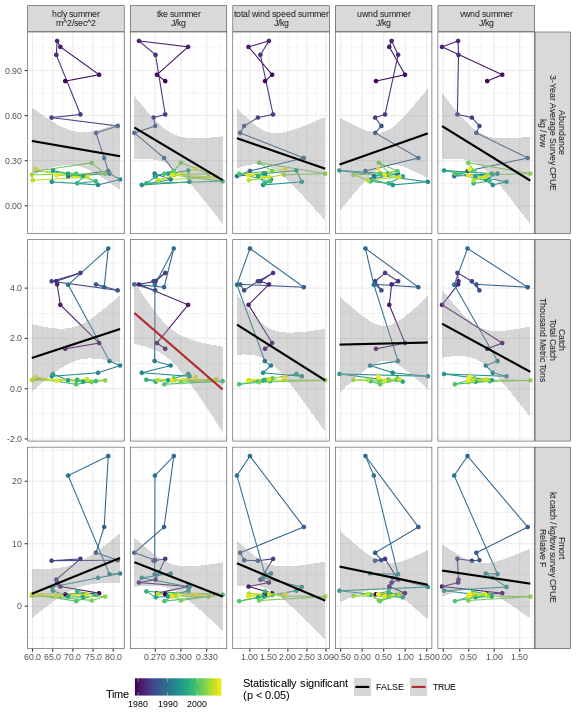 hcly summer
m^2/sec^2
tke summer
J/kg
total wind speed summer
J/kg
uwnd summer
J/kg
vwnd summer
J/kg
0.90
0.60
0.30
0.00
Abundance
3-Year Average Survey CPUE
kg / tow
4.0
2.0
0.0
-2.0
Catch
Total Catch
Thousand Metric Tons
20
10
0
Fmort
kt catch / kg/tow survey CPUE
Relative F
60.0 65.0 70.0 75.0 80.0
0.270 0.300 0.330
1.00 1.50 2.00 2.50 3.00
0.50 0.00 0.50 1.00 1.50
0.00 0.50 1.00 1.50
Time
1980 1990 2000
Statistically significant
(p < 0.05)
FALSE
TRUE